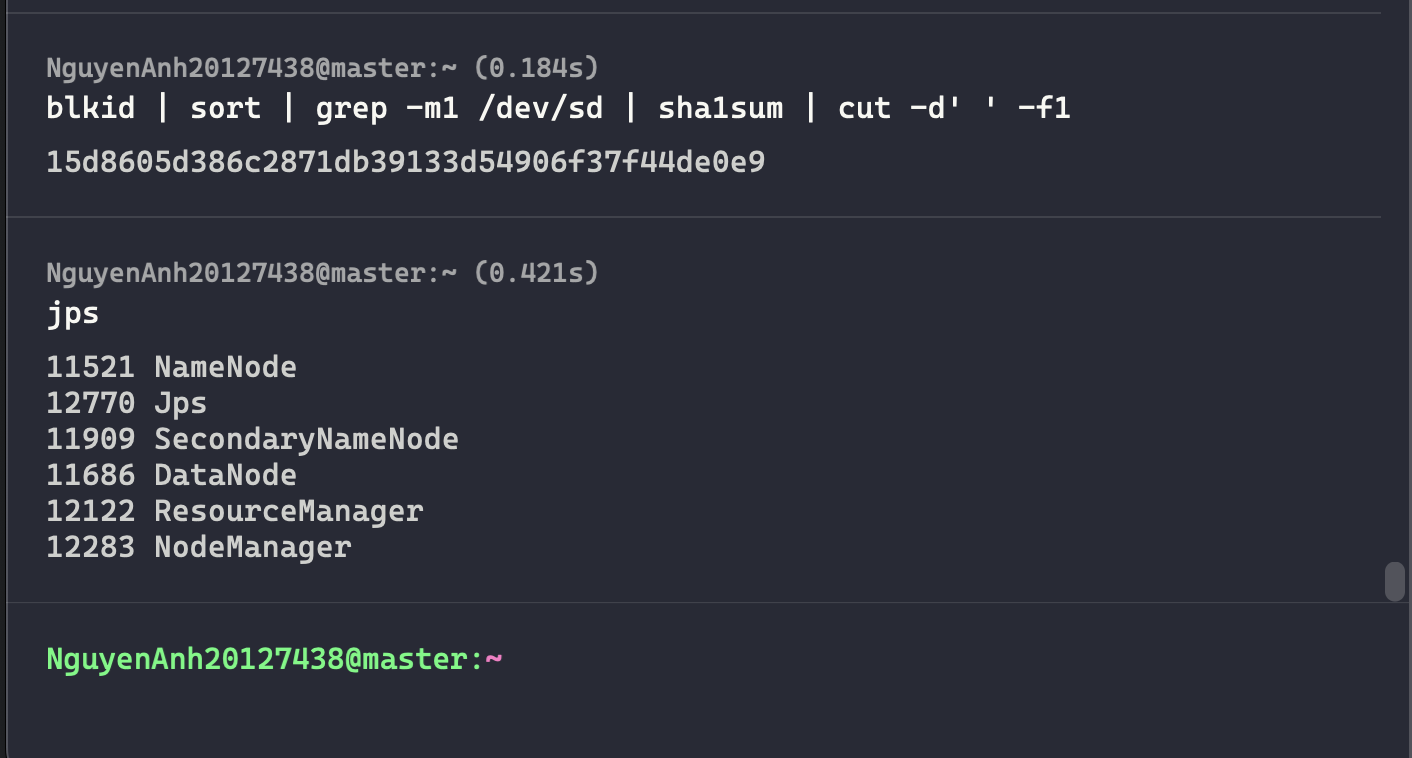 NguyenAnh20127438@master:~ (0.184s)
blkid | sort | grep -m1 /dev/sd | sha1sum | cut -d' ' -f1
15d8605d386c2871db39133d54906f37f44de0e9
NguyenAnh20127438@master:~ (0.421s)
jps
11521 NameNode
12770 Jps
11909 SecondaryNameNode
11686 DataNode
12122 ResourceManager
12283 NodeManager
NguyenAnh20127438@master:~